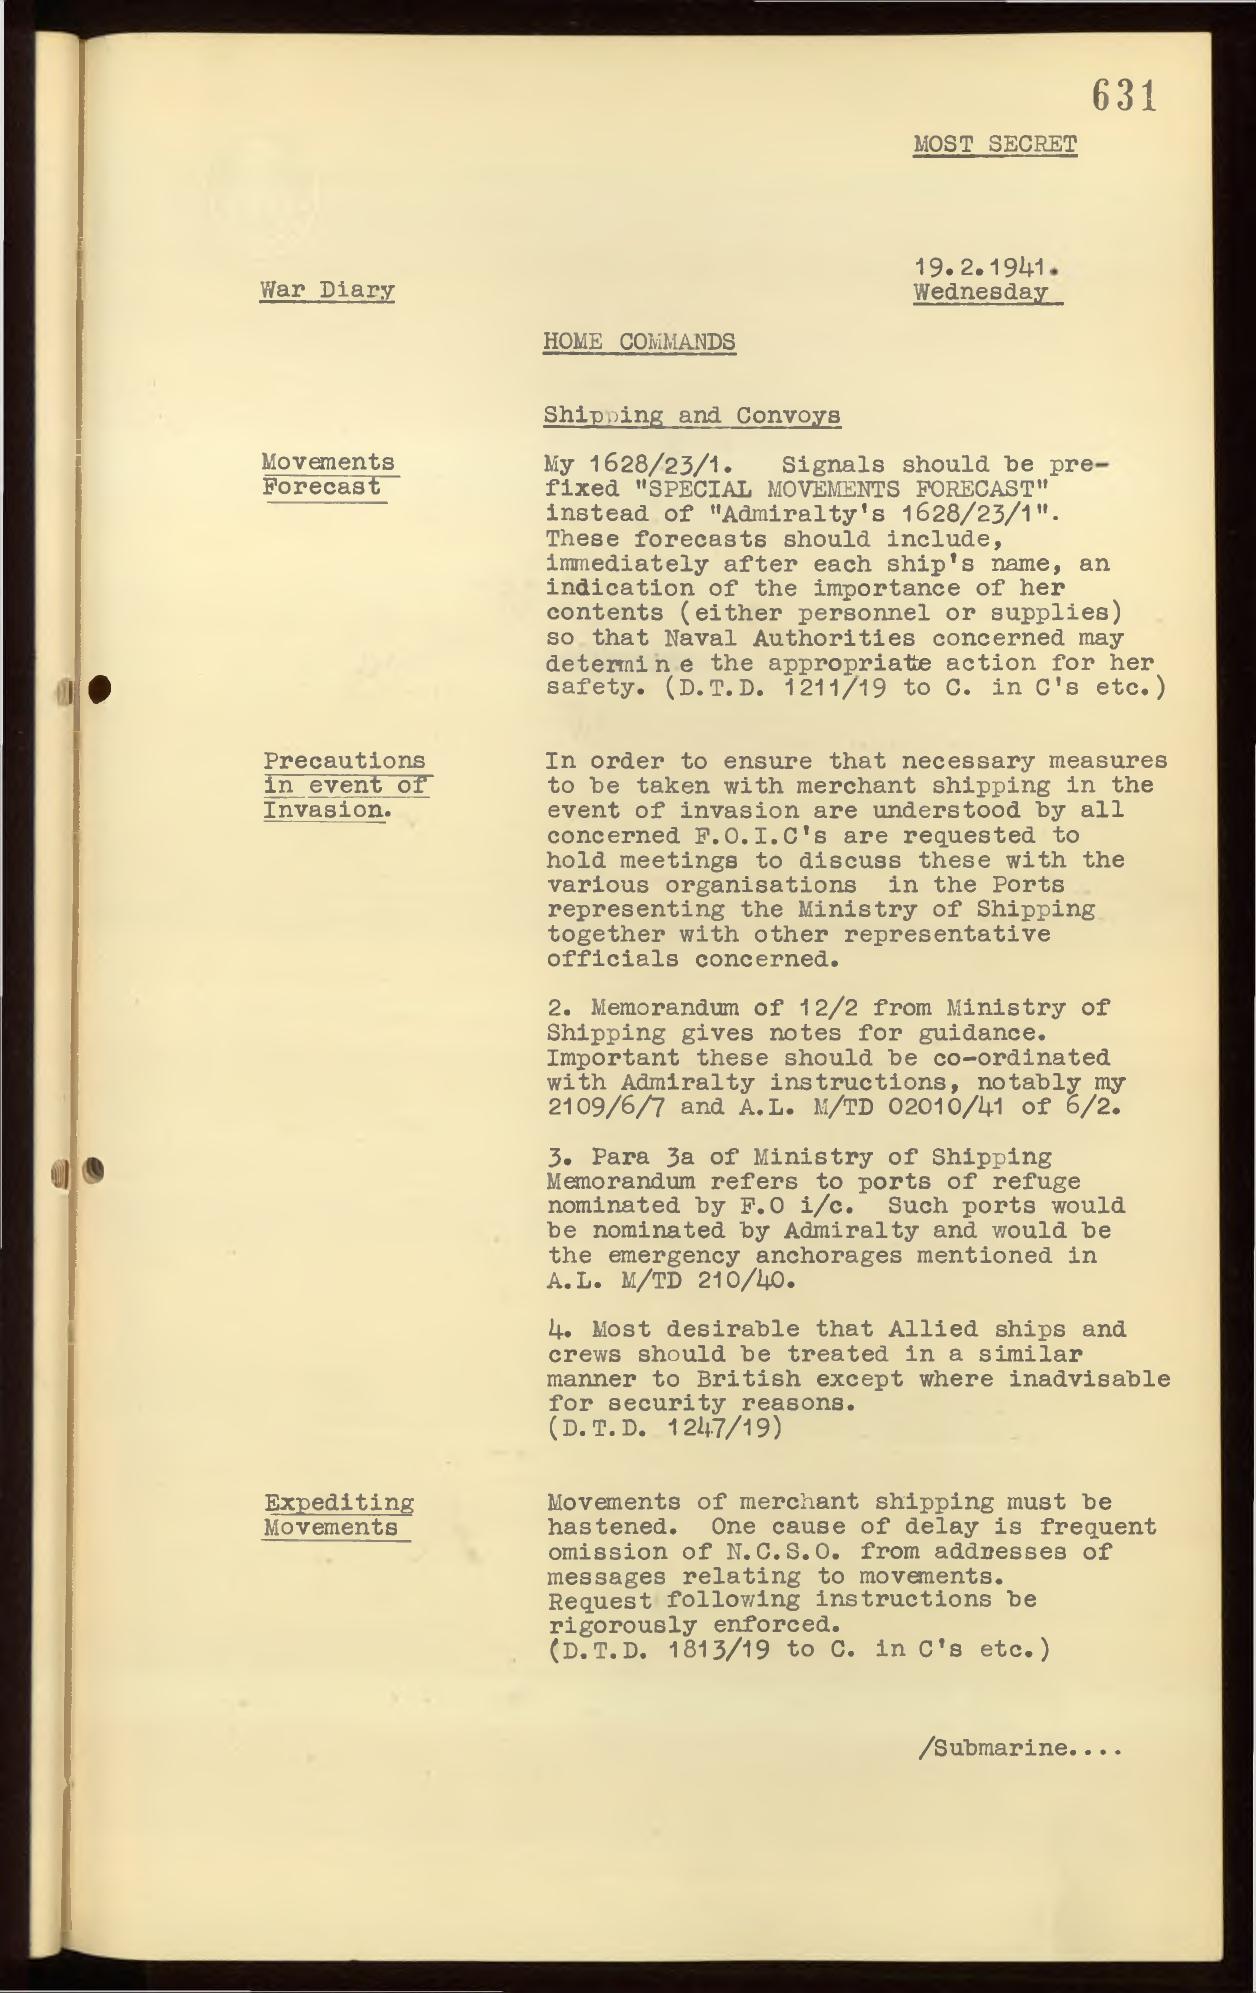 631
MOST SECRET
19.2.1941.
War Diary
Wednesday
HOME COMMANDS
Shipping and Convoys
Movements
Forecast
My 1628/23/1. Signals should be pre-
fixed "SPECIAL MOVEMENTS FORECAST"
instead of "Admiralty's 1628/23/1".
These forecasts should include,
immediately after each ship's name, an
indication of the importance of her
contents (either personnel or supplies)
so that Naval Authorities concerned may
determine the appropriate action for her
safety. (D.T.D. 1211/19 to C. in C's etc.)
Precautions
in event of
Invasion.
In order to ensure that necessary measures
to be taken with merchant shipping in the
event of invasion are understood by all
concerned F.O.I.C's are requested to
hold meetings to discuss these with the
various organisations in the Ports
representing the Ministry of Shipping
together with other representative
officials concerned.
2. Memorandum of 12/2 from Ministry of
Shipping gives notes for guidance.
Important these should be co-ordinated
with Admiralty instructions, notably my
2109/6/7 and A.L. M/TD 02010/41 of 6/2.
3. Para 3a of Ministry of Shipping
Memorandum refers to ports of refuge
nominated by F.O i/c. Such ports would
be nominated by Admiralty and would be
the emergency anchorages mentioned in
A.L. M/TD 210/40.
4. Most desirable that Allied ships and
crews should be treated in a similar
manner to British except where inadvisable
for security reasons.
(D.T.D. 1247/19)
Expediting
Movements
Movements of merchant shipping must be
hastened. One cause of delay is frequent
omission of N.C.S.O. from addresses of
messages relating to movements.
Request following instructions be
rigorously enforced.
(D.T.D. 1813/19 to C. in C's etc.)
/Submarine....